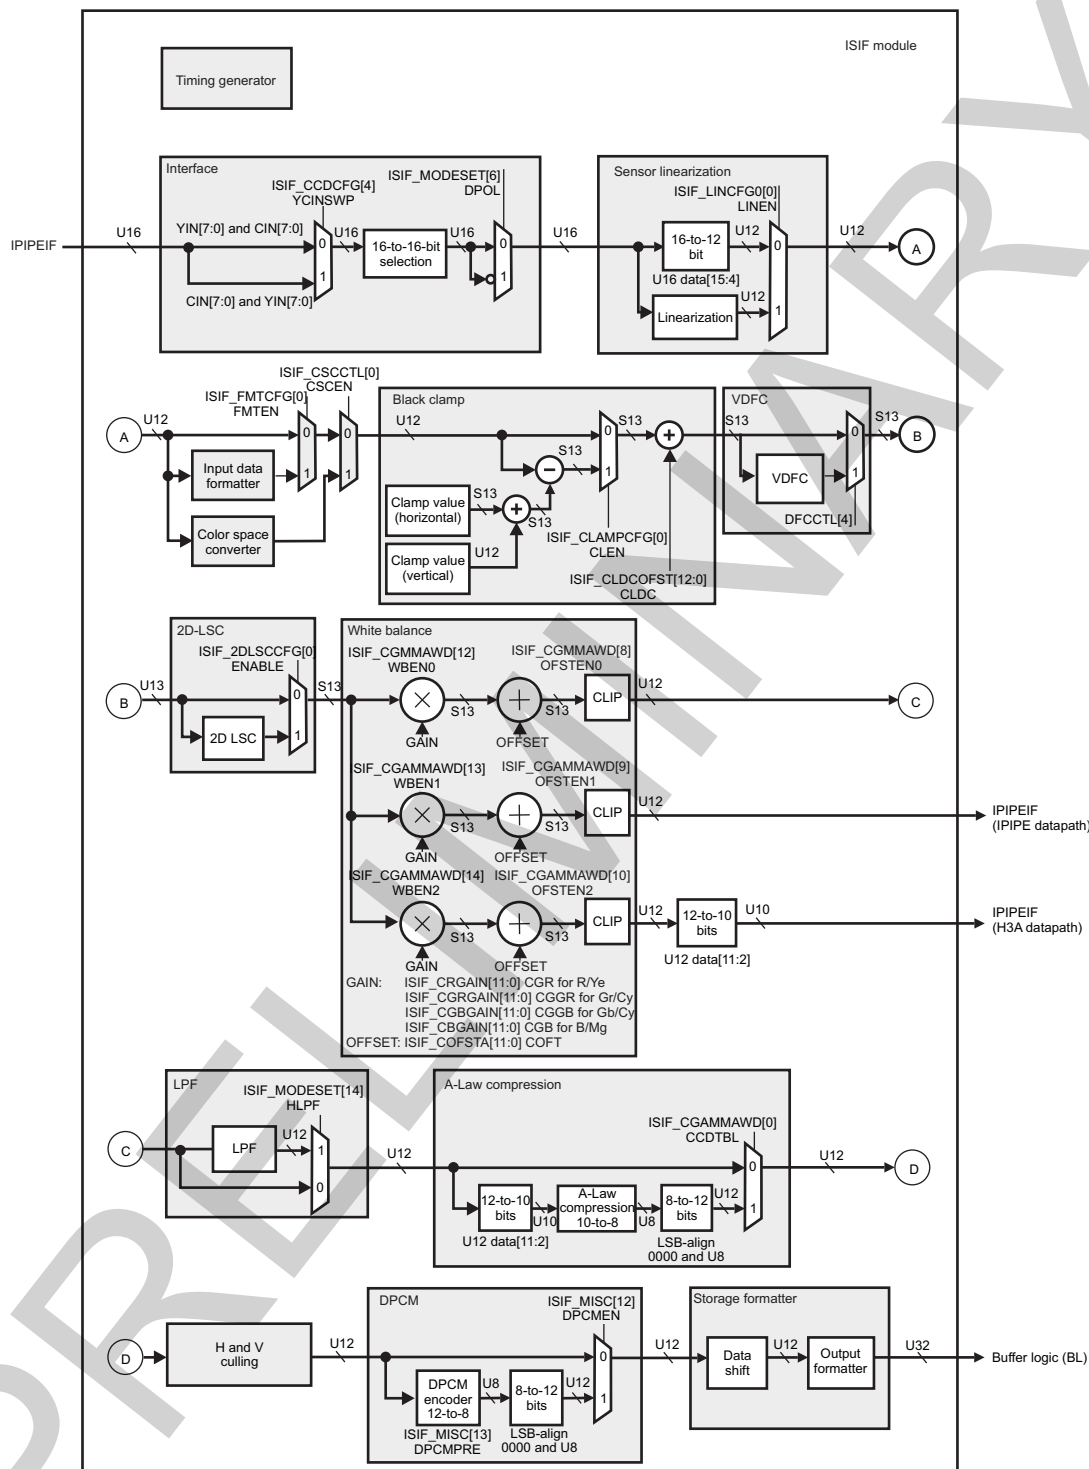 ISIF module
Timing generator
Interface
ISIF_CCDCFG[4]
YCINSWP
ISIF_MODESET[6]
DPOL
Sensor linearization
ISIF_LINCFG0[0]
LINEN
IPIPEIF
U16
YIN[7:0] and CIN[7:0]
0
1
U16
16-to-16-bit
selection
U16
0
1
U16
CIN[7:0] and YIN[7:0]
16-to-12
bit
U12
0
1
U12
A
U16 data[15:4]
U12
Linearization
ISIF_CSCCTL[0]
CSCEN
ISIF_FMTCFG[0]
FMTEN
Black clamp
VDFC
A
U12
0
1
0
1
Input data
formatter
Color space
converter
U12
S13
0
1
S13
+
−
S13
Clamp value
(horizontal)
S13
+
S13
Clamp value
(vertical)
U12
ISIF_CLAMPCFG[0]
CLEN
ISIF_CLDCOFST[12:0]
CLDC
S13
VDFC
0
1
S13
B
DFCCTL[4]
2D-LSC
ISIF_2DLSCCFG[0]
ENABLE
White balance
ISIF_CGMMAWD[12]
WBEN0
ISIF_CGMMAWD[8]
OFSTEN0
B
U13
2D LSC
0
1
S13
×
S13
S13
+
S13
CLIP
U12
C
GAIN
OFFSET
ISIF_CGAMMAWD[13]
WBEN1
ISIF_CGAMMAWD[9]
OFSTEN1
×
S13
+
S13
CLIP
U12
IPIPEIF
(IPIPE datapath)
GAIN
OFFSET
ISIF_CGAMMAWD[14]
WBEN2
ISIF_CGAMMAWD[10]
OFSTEN2
×
S13
+
S13
CLIP
U12
12-to-10
bits
U10
IPIPEIF
(H3A datapath)
U12 data[11:2]
GAIN
OFFSET
GAIN: ISIF_CRGAIN[11:0] CGR for R/Ye
ISIF_CGRGAIN[11:0] CGGR for Gr/Cy
ISIF_CGBGAIN[11:0] CGGB for Gb/Cy
ISIF_CBGAIN[11:0] CGB for B/Mg
OFFSET: ISIF_COFSTA[11:0] COFT
LPF
ISIF_MODESET[14]
HLPF
A-Law compression
ISIF_CGAMMAWD[0]
CCDTBL
C
LPF
U12
1
0
U12
12-to-10
bits
U10
A-Law
compression
10-to-8
U8
8-to-12
bits
U12
0
1
U12
D
U12 data[11:2]
LSB-align
0000 and U8
DPCM
ISIF_MISC[12]
DPCMEN
Storage formatter
D
H and V
culling
U12
DPCM
encoder
12-to-8
U8
8-to-12
bits
U12
0
1
U12
Data
shift
U12
Output
formatter
U32
Buffer logic (BL)
ISIF_MISC[13]
DPCMPRE
LSB-align
0000 and U8
PRELIMINARY